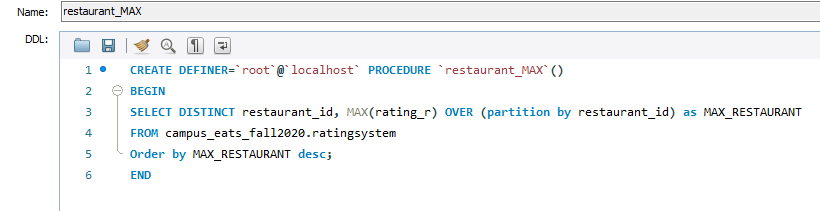 Name: restaurant_MAX
DDL:
1 CREATE DEFINER=`root`@`localhost` PROCEDURE `restaurant_MAX`()
2 BEGIN
3 SELECT DISTINCT restaurant_id, MAX(rating_r) OVER (partition by restaurant_id) as MAX_RESTAURANT
4 FROM campus_eats_fall2020.ratingsystem
5 Order by MAX_RESTAURANT desc;
6 END